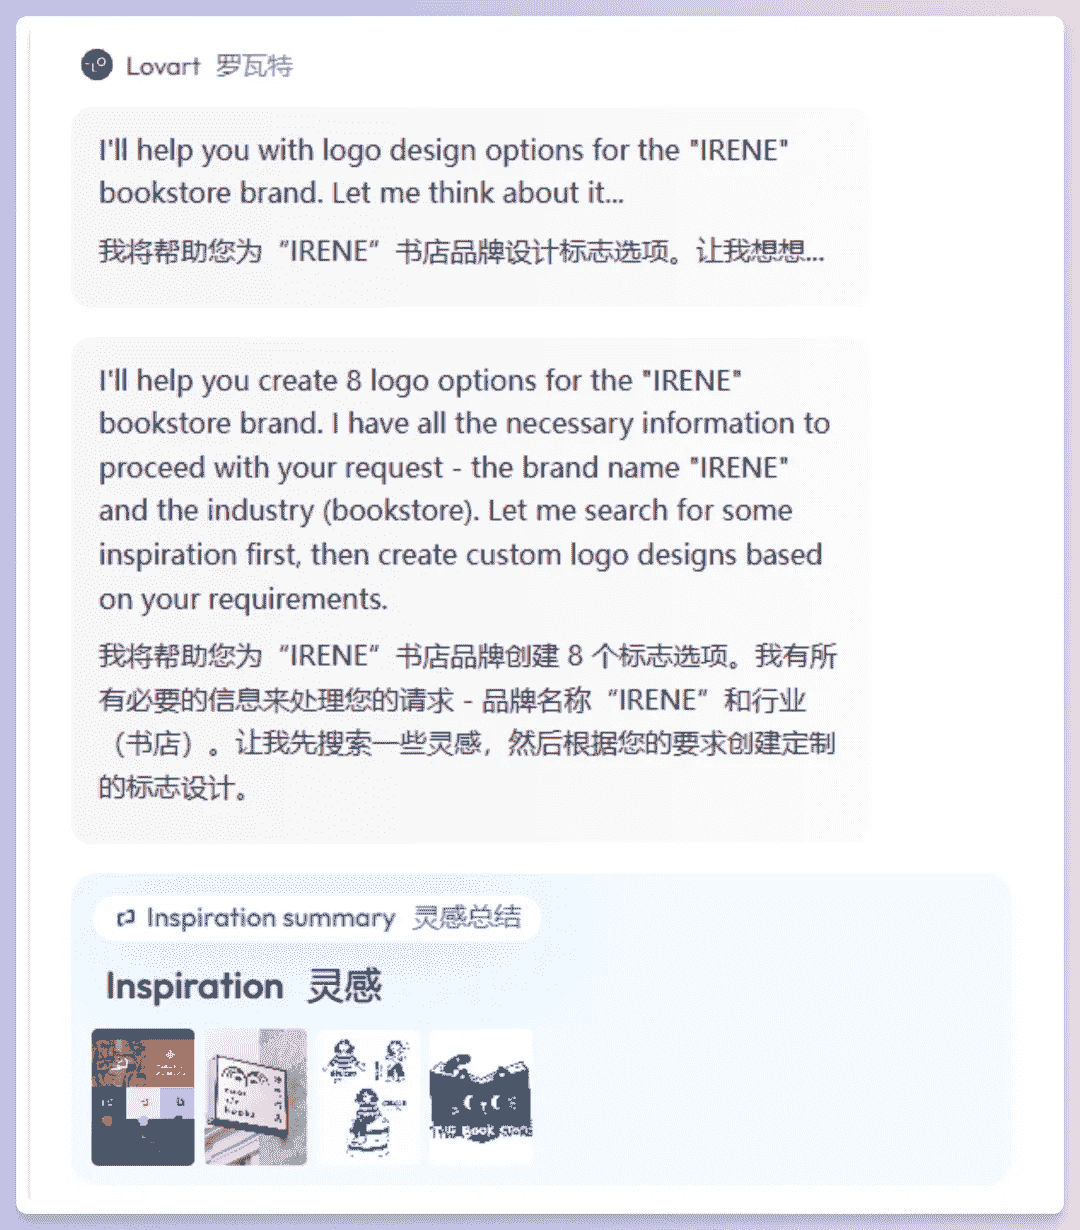 Lovart 罗瓦特
I'll help you with logo design options for the "IRENE"
bookstore brand. Let me think about it...
我将帮助您为“IRENE”书店品牌设计标志选项。让我想想...
I'll help you create 8 logo options for the "IRENE"
bookstore brand. I have all the necessary information to
proceed with your request - the brand name "IRENE"
and the industry (bookstore). Let me search for some
inspiration first, then create custom logo designs based
on your requirements.
我将帮助您为“IRENE”书店品牌创建 8 个标志选项。我有所
有必要的信息来处理您的请求 - 品牌名称“IRENE”和行业
（书店）。让我先搜索一些灵感，然后根据您的要求创建定制
的标志设计。
Inspiration summary 灵感总结
Inspiration 灵感
THE BOOK STORE